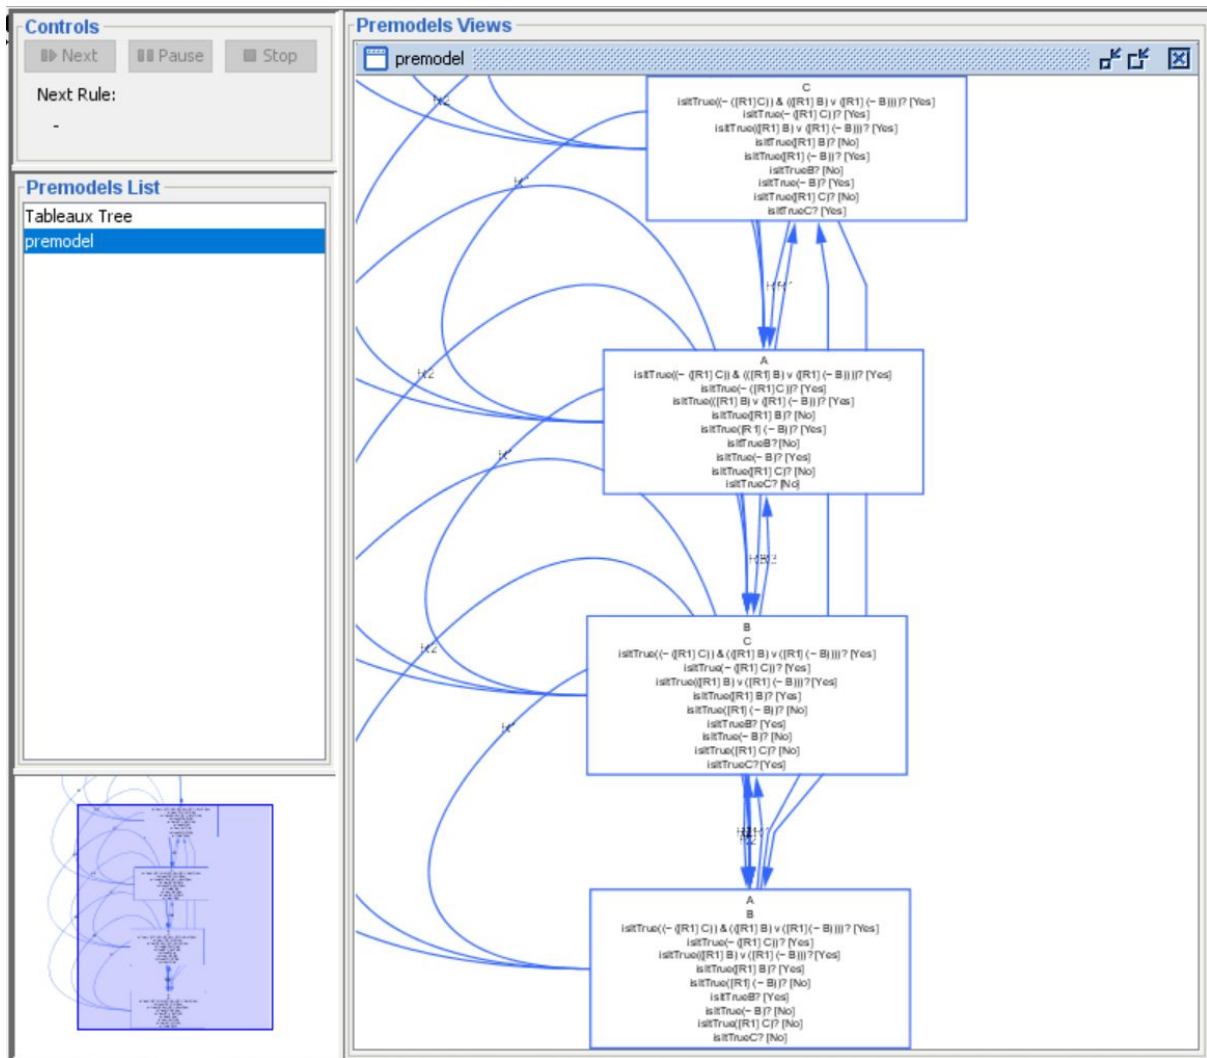 Controls
Next
Pause
Stop
Next Rule:
-
Premodels List
Tableaux Tree
premodel
Premodels Views
premodel
C
isItTrue((~ ([R1] C)) & (([R1] B) v ([R1] (~ B))))? [Yes]
isItTrue(~ ([R1] C))? [Yes]
isItTrue(([R1] B) v ([R1] (~ B)))? [Yes]
isItTrue([R1] B)? [No]
isItTrue([R1] (~ B))? [Yes]
isItTrueB? [No]
isItTrue(~ B)? [Yes]
isItTrue([R1] C)? [No]
isItTrueC? [Yes]
A
isItTrue((~ ([R1] C)) & (([R1] B) v ([R1] (~ B))))? [Yes]
isItTrue(~ ([R1] C))? [Yes]
isItTrue(([R1] B) v ([R1] (~ B)))? [Yes]
isItTrue([R1] B)? [No]
isItTrue([R1] (~ B))? [Yes]
isItTrueB? [No]
isItTrue(~ B)? [Yes]
isItTrue([R1] C)? [No]
isItTrueC? [No]
B
C
isItTrue((~ ([R1] C)) & (([R1] B) v ([R1] (~ B))))? [Yes]
isItTrue(~ ([R1] C))? [Yes]
isItTrue(([R1] B) v ([R1] (~ B)))? [Yes]
isItTrue([R1] B)? [Yes]
isItTrue([R1] (~ B))? [No]
isItTrueB? [Yes]
isItTrue(~ B)? [No]
isItTrue([R1] C)? [No]
isItTrueC? [Yes]
A
B
isItTrue((~ ([R1] C)) & (([R1] B) v ([R1] (~ B))))? [Yes]
isItTrue(~ ([R1] C))? [Yes]
isItTrue(([R1] B) v ([R1] (~ B)))? [Yes]
isItTrue([R1] B)? [Yes]
isItTrue([R1] (~ B))? [No]
isItTrueB? [Yes]
isItTrue(~ B)? [No]
isItTrue([R1] C)? [No]
isItTrueC? [No]